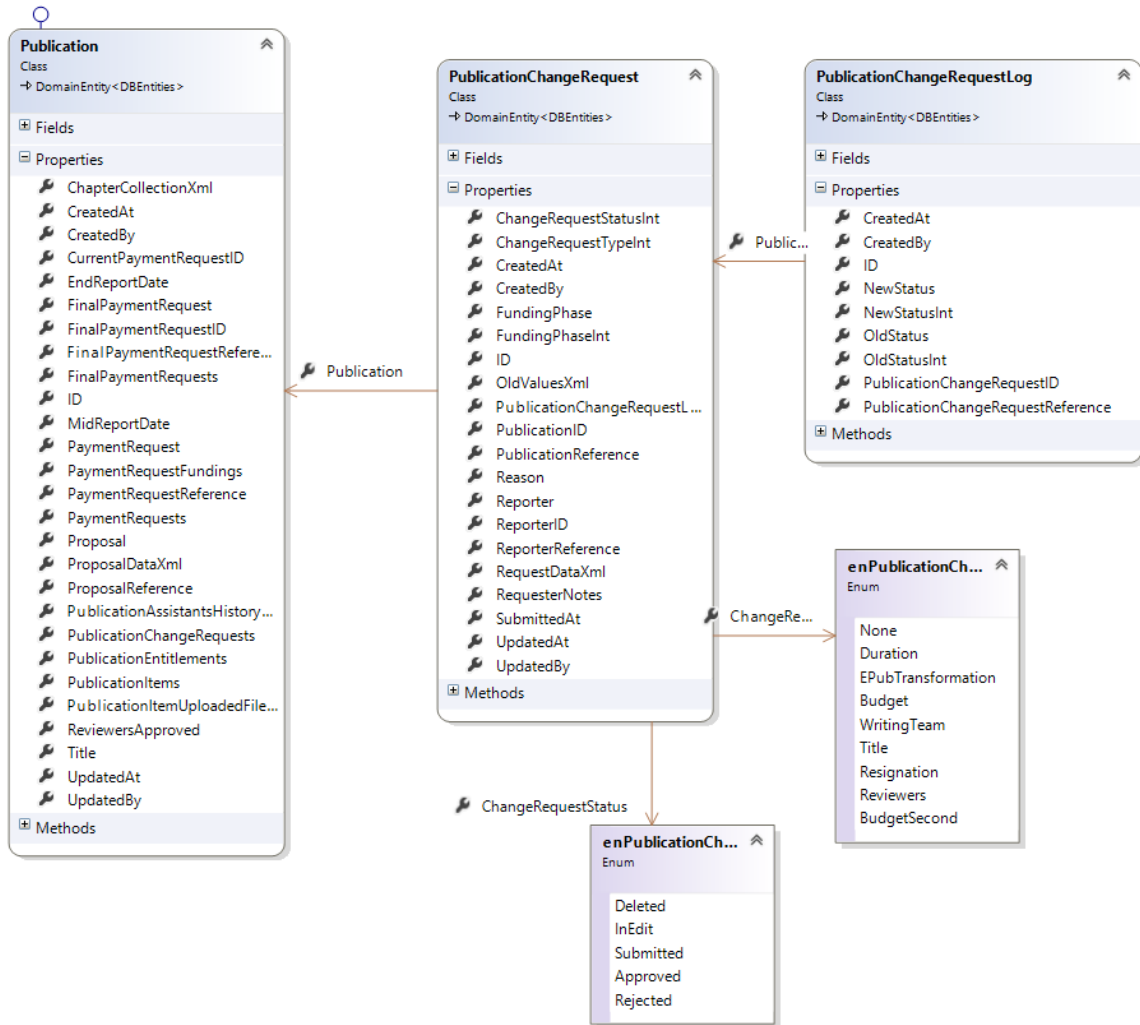 Publication
Class
DomainEntity<DBEntities>
Fields
Properties
ChapterCollectionXml
CreatedAt
CreatedBy
CurrentPaymentRequestID
EndReportDate
FinalPaymentRequest
FinalPaymentRequestID
FinalPaymentRequestRefere...
FinalPaymentRequests
ID
MidReportDate
PaymentRequest
PaymentRequestFundings
PaymentRequestReference
PaymentRequests
Proposal
ProposalDataXml
ProposalReference
PublicationAssistantsHistory...
PublicationChangeRequests
PublicationEntitlements
PublicationItems
PublicationItemUploadedFile...
ReviewersApproved
Title
UpdatedAt
UpdatedBy
Methods
Publication
PublicationChangeRequest
Class
DomainEntity<DBEntities>
Fields
Properties
ChangeRequestStatusInt
ChangeRequestTypeInt
CreatedAt
CreatedBy
FundingPhase
FundingPhaseInt
ID
OldValuesXml
PublicationChangeRequestL...
PublicationID
PublicationReference
Reason
Reporter
ReporterID
ReporterReference
RequestDataXml
RequesterNotes
SubmittedAt
UpdatedAt
UpdatedBy
Methods
Public...
PublicationChangeRequestLog
Class
DomainEntity<DBEntities>
Fields
Properties
CreatedAt
CreatedBy
ID
NewStatus
NewStatusInt
OldStatus
OldStatusInt
PublicationChangeRequestID
PublicationChangeRequestReference
Methods
ChangeRe...
enPublicationCh...
Enum
None
Duration
EPubTransformation
Budget
WritingTeam
Title
Resignation
Reviewers
BudgetSecond
ChangeRequestStatus
enPublicationCh...
Enum
Deleted
InEdit
Submitted
Approved
Rejected